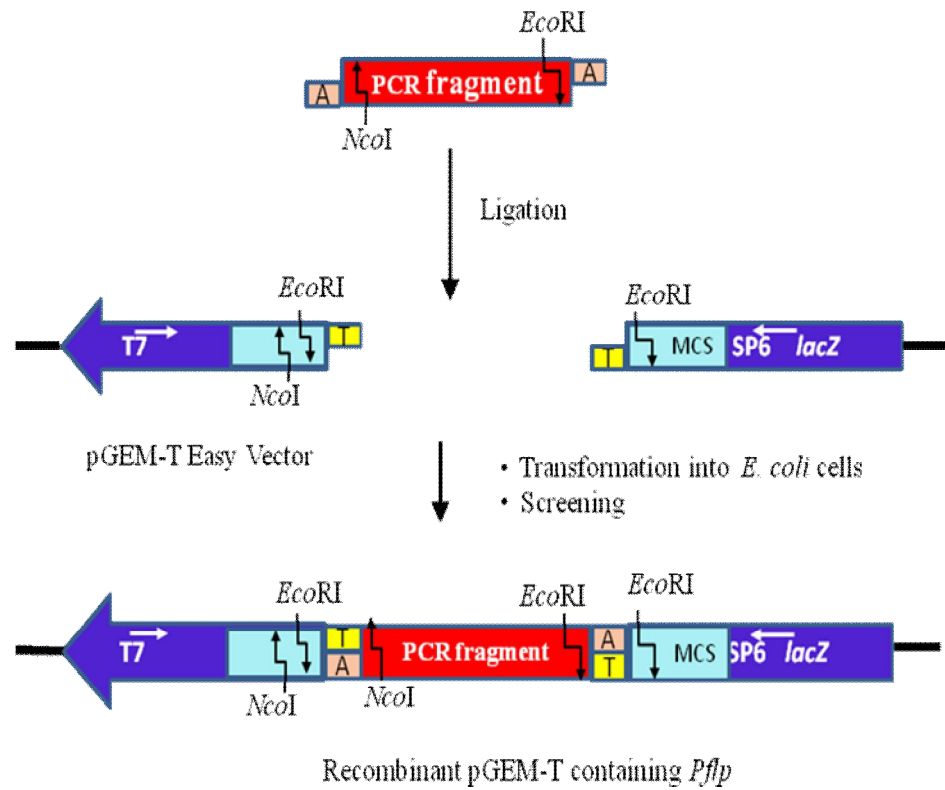 EcoRI
A PCR fragment A
NcoI
Ligation
EcoRI
EcoRI
T7 T
T MCS SP6 lacZ
NcoI
pGEM-T Easy Vector
• Transformation into E. coli cells
• Screening
EcoRI
EcoRI
EcoRI
T7 T A PCR fragment A T MCS SP6 lacZ
NcoI
NcoI
Recombinant pGEM-T containing Pflp